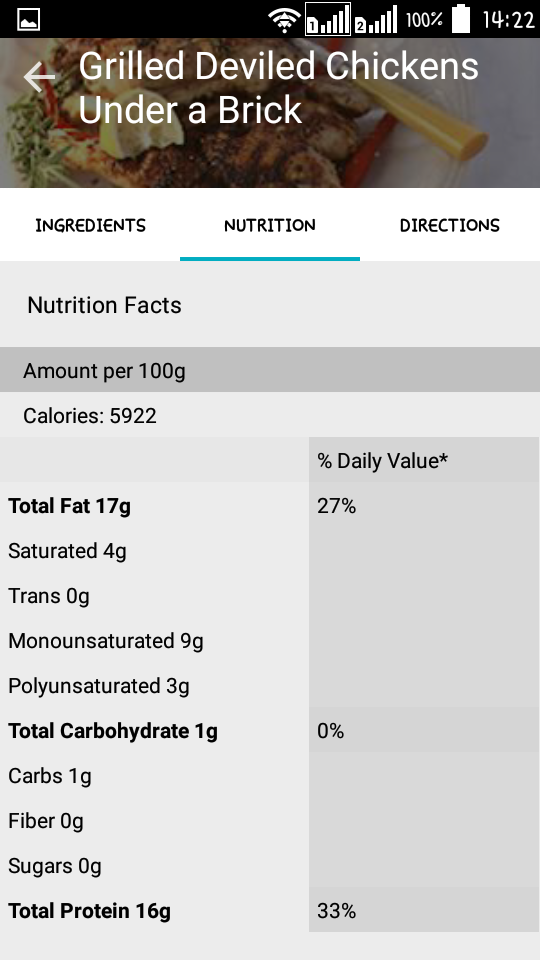 1 2 100% 14:22
Grilled Deviled Chickens
Under a Brick
INGREDIENTS NUTRITION DIRECTIONS
Nutrition Facts
Amount per 100g
Calories: 5922
% Daily Value*
Total Fat 17g 27%
Saturated 4g
Trans 0g
Monounsaturated 9g
Polyunsaturated 3g
Total Carbohydrate 1g 0%
Carbs 1g
Fiber 0g
Sugars 0g
Total Protein 16g 33%